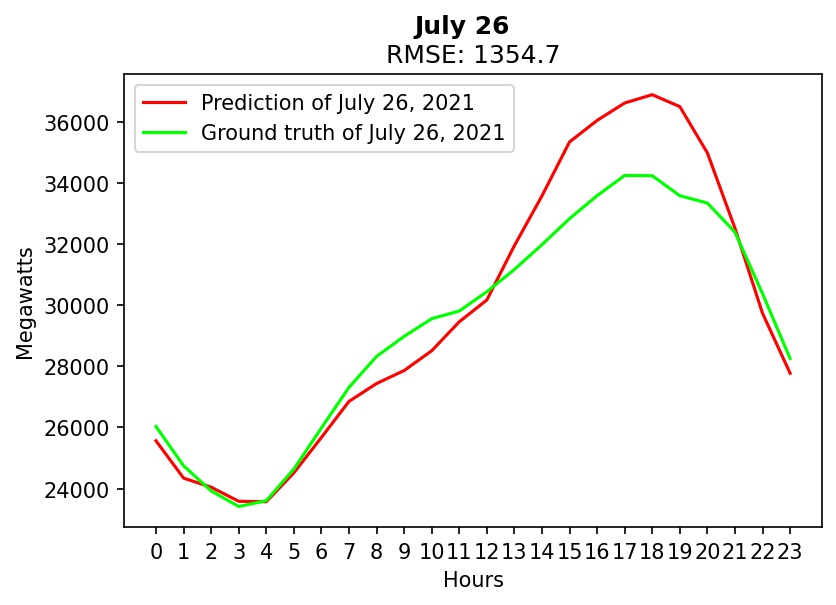 July 26
RMSE: 1354.7
Prediction of July 26, 2021
Ground truth of July 26, 2021
36000
34000
32000
30000
28000
26000
24000
Megawatts
0 1 2 3 4 5 6 7 8 9 10 11 12 13 14 15 16 17 18 19 20 21 22 23
Hours